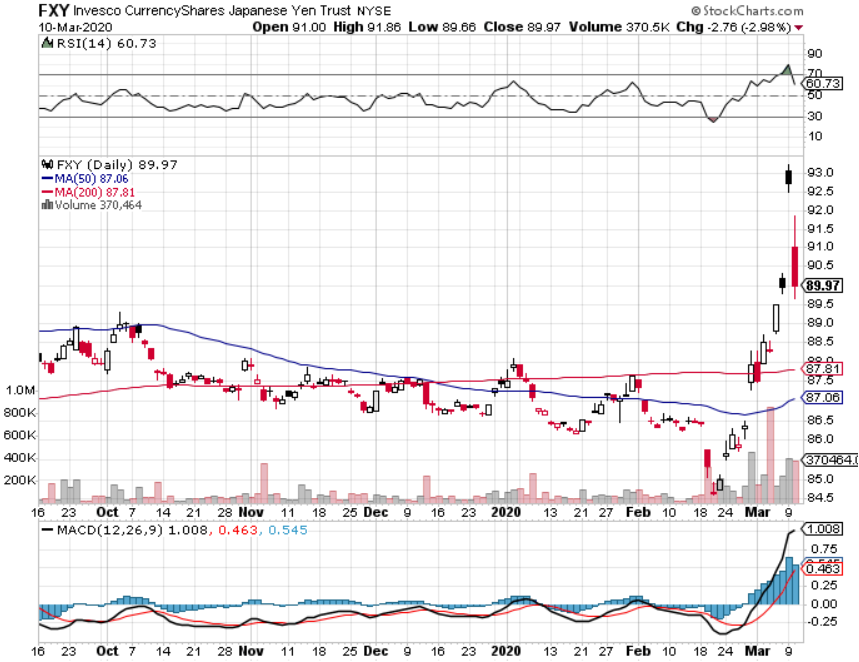 FXY Invesco CurrencyShares Japanese Yen Trust NYSE
© StockCharts.com
10-Mar-2020
Open 91.00 High 91.86 Low 89.66 Close 89.97 Volume 370.5K Chg -2.76 (-2.98%)
RSI(14) 60.73
90
70
60.73
50
30
10
FXY (Daily) 89.97
MA(50) 87.06
MA(200) 87.81
Volume 370,464
93.0
92.5
92.0
91.5
91.0
90.5
89.97
89.5
89.0
88.5
88.0
87.81
87.5
87.06
86.5
86.0
370464.0
85.0
84.5
1.0M
800K
600K
400K
200K
16 23 Oct 7 14 21 28 Nov 11 18 25 Dec 9 16 23 2020 13 21 27 Feb 10 18 24 Mar 9
MACD(12,26,9) 1.008, 0.463, 0.545
1.008
0.75
0.545
0.463
0.25
0.00
-0.25
16 23 Oct 7 14 21 28 Nov 11 18 25 Dec 9 16 23 2020 13 21 27 Feb 10 18 24 Mar 9